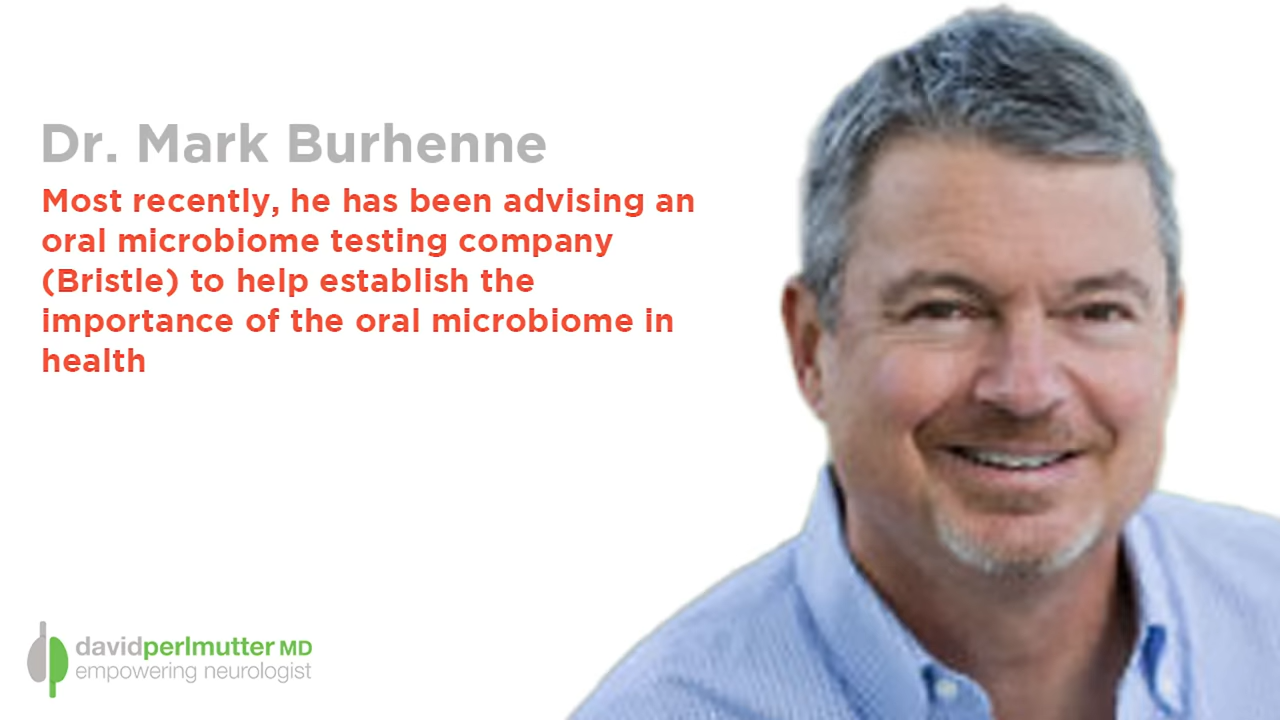 Dr. Mark Burhenne
Most recently, he has been advising an
oral microbiome testing company
(Bristle) to help establish the
importance of the oral microbiome in
health
davidperlmutter MD
empowering neurologist